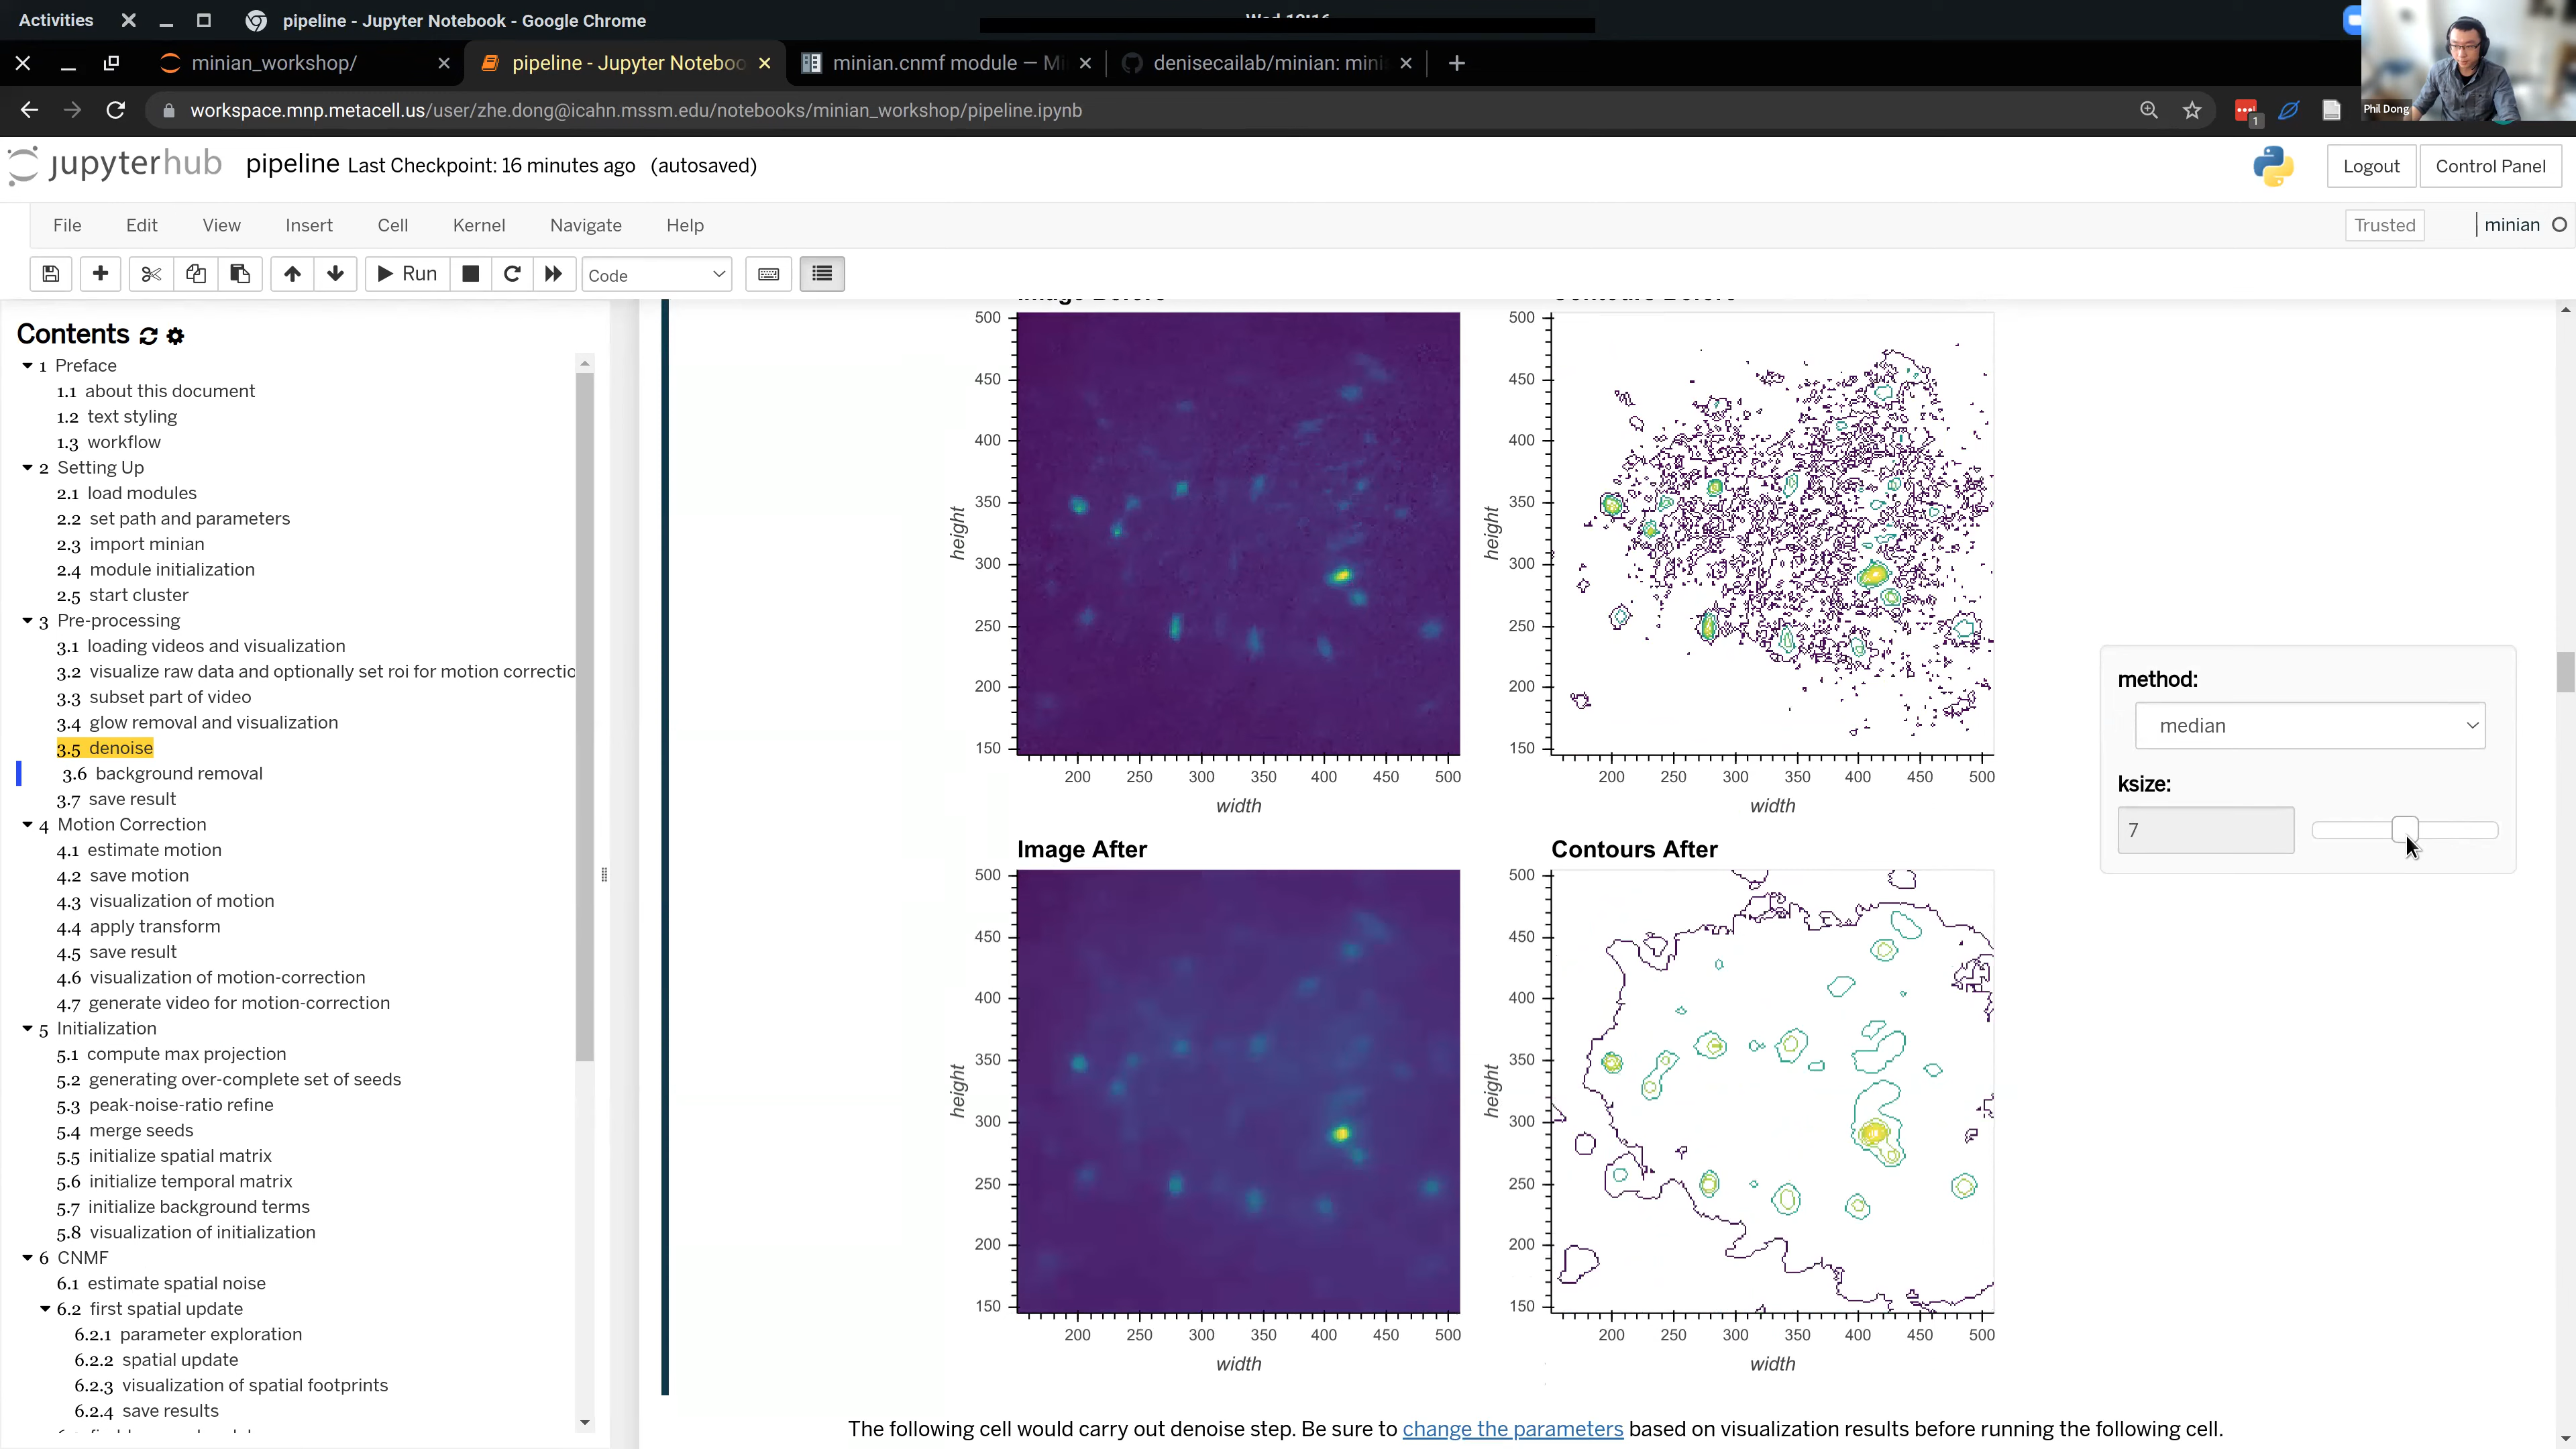 Activities
pipeline - Jupyter Notebook - Google Chrome
minian_workshop/
pipeline - Jupyter Noteboo
minian.cnmf module — M
denisecailab/minian: mini
workspace.mnp.metacell.us/user/zhe.dong@icahn.mssm.edu/notebooks/minian_workshop/pipeline.ipynb
1
Phil Dong
jupyterhub
pipeline Last Checkpoint: 16 minutes ago (autosaved)
Logout
Control Panel
File Edit View Insert Cell Kernel Navigate Help
Trusted
minian
Run
Code
Contents
1 Preface
1.1 about this document
1.2 text styling
1.3 workflow
2 Setting Up
2.1 load modules
2.2 set path and parameters
2.3 import minian
2.4 module initialization
2.5 start cluster
3 Pre-processing
3.1 loading videos and visualization
3.2 visualize raw data and optionally set roi for motion correctio
3.3 subset part of video
3.4 glow removal and visualization
3.5 denoise
3.6 background removal
3.7 save result
4 Motion Correction
4.1 estimate motion
4.2 save motion
4.3 visualization of motion
4.4 apply transform
4.5 save result
4.6 visualization of motion-correction
4.7 generate video for motion-correction
5 Initialization
5.1 compute max projection
5.2 generating over-complete set of seeds
5.3 peak-noise-ratio refine
5.4 merge seeds
5.5 initialize spatial matrix
5.6 initialize temporal matrix
5.7 initialize background terms
5.8 visualization of initialization
6 CNMF
6.1 estimate spatial noise
6.2 first spatial update
6.2.1 parameter exploration
6.2.2 spatial update
6.2.3 visualization of spatial footprints
6.2.4 save results
500
450
400
350
300
250
200
150
height
200 250 300 350 400 450 500
width
500
450
400
350
300
250
200
150
height
200 250 300 350 400 450 500
width
method:
median
ksize:
7
Image After
500
450
400
350
300
250
200
150
height
200 250 300 350 400 450 500
width
Contours After
500
450
400
350
300
250
200
150
height
200 250 300 350 400 450 500
width
The following cell would carry out denoise step. Be sure to change the parameters based on visualization results before running the following cell.